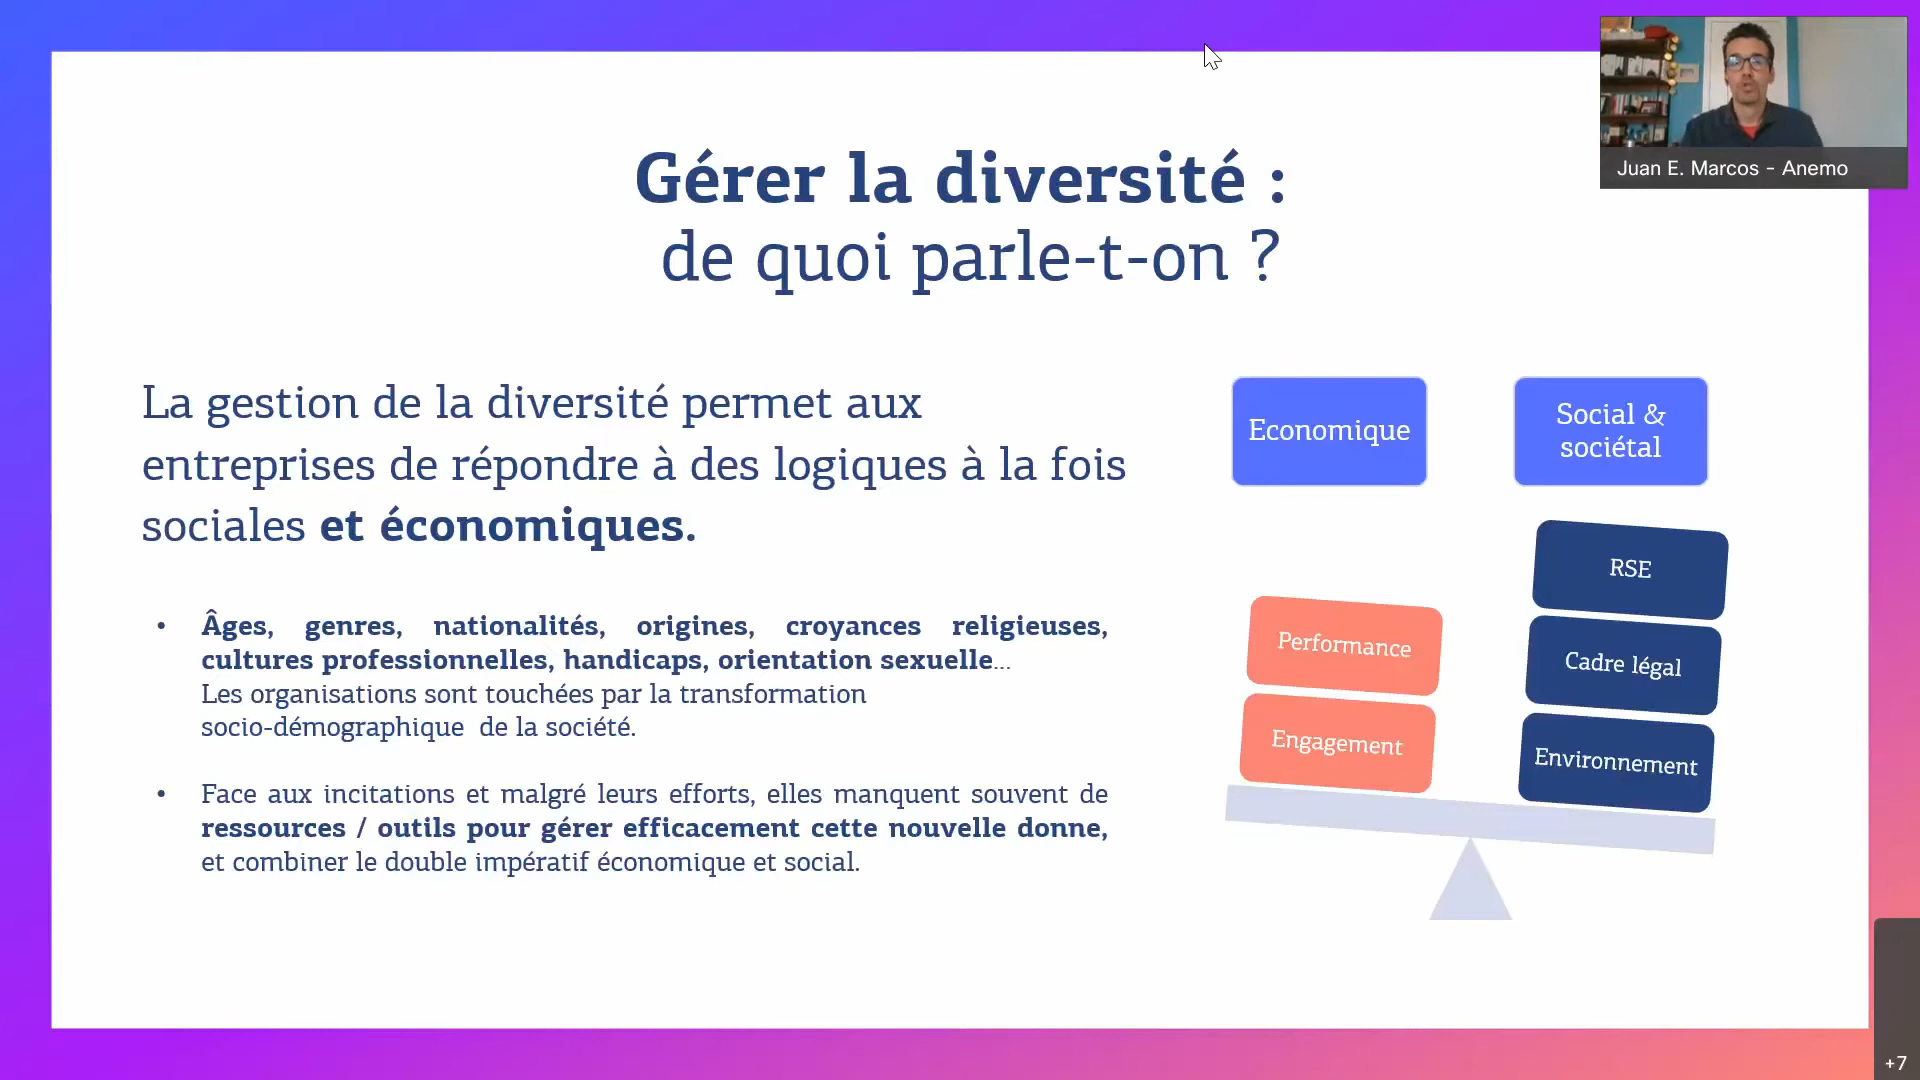 Juan E. Marcos - Anemo
Gérer la diversité :
de quoi parle-t-on ?
La gestion de la diversité permet aux
entreprises de répondre à des logiques à la fois
sociales et économiques.
• Âges, genres, nationalités, origines, croyances religieuses,
cultures professionnelles, handicaps, orientation sexuelle...
Les organisations sont touchées par la transformation
socio-démographique de la société.
• Face aux incitations et malgré leurs efforts, elles manquent souvent de
ressources / outils pour gérer efficacement cette nouvelle donne,
et combiner le double impératif économique et social.
Economique
Social &
sociétal
RSE
Performance
Cadre légal
Engagement
Environnement
+7